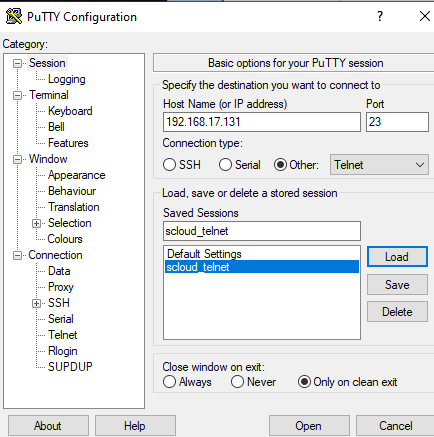 PuTTY Configuration
Category:
Session
Logging
Terminal
Keyboard
Bell
Features
Window
Appearance
Behaviour
Translation
Selection
Colours
Connection
Data
Proxy
SSH
Serial
Telnet
Rlogin
SUPDUP
Basic options for your PuTTY session
Specify the destination you want to connect to
Host Name (or IP address) Port
192.168.17.131 23
Connection type:
SSH Serial Other: Telnet
Load, save or delete a stored session
Saved Sessions
scloud_telnet
Default Settings
scloud_telnet
Load
Save
Delete
Close window on exit:
Always Never Only on clean exit
About Help Open Cancel